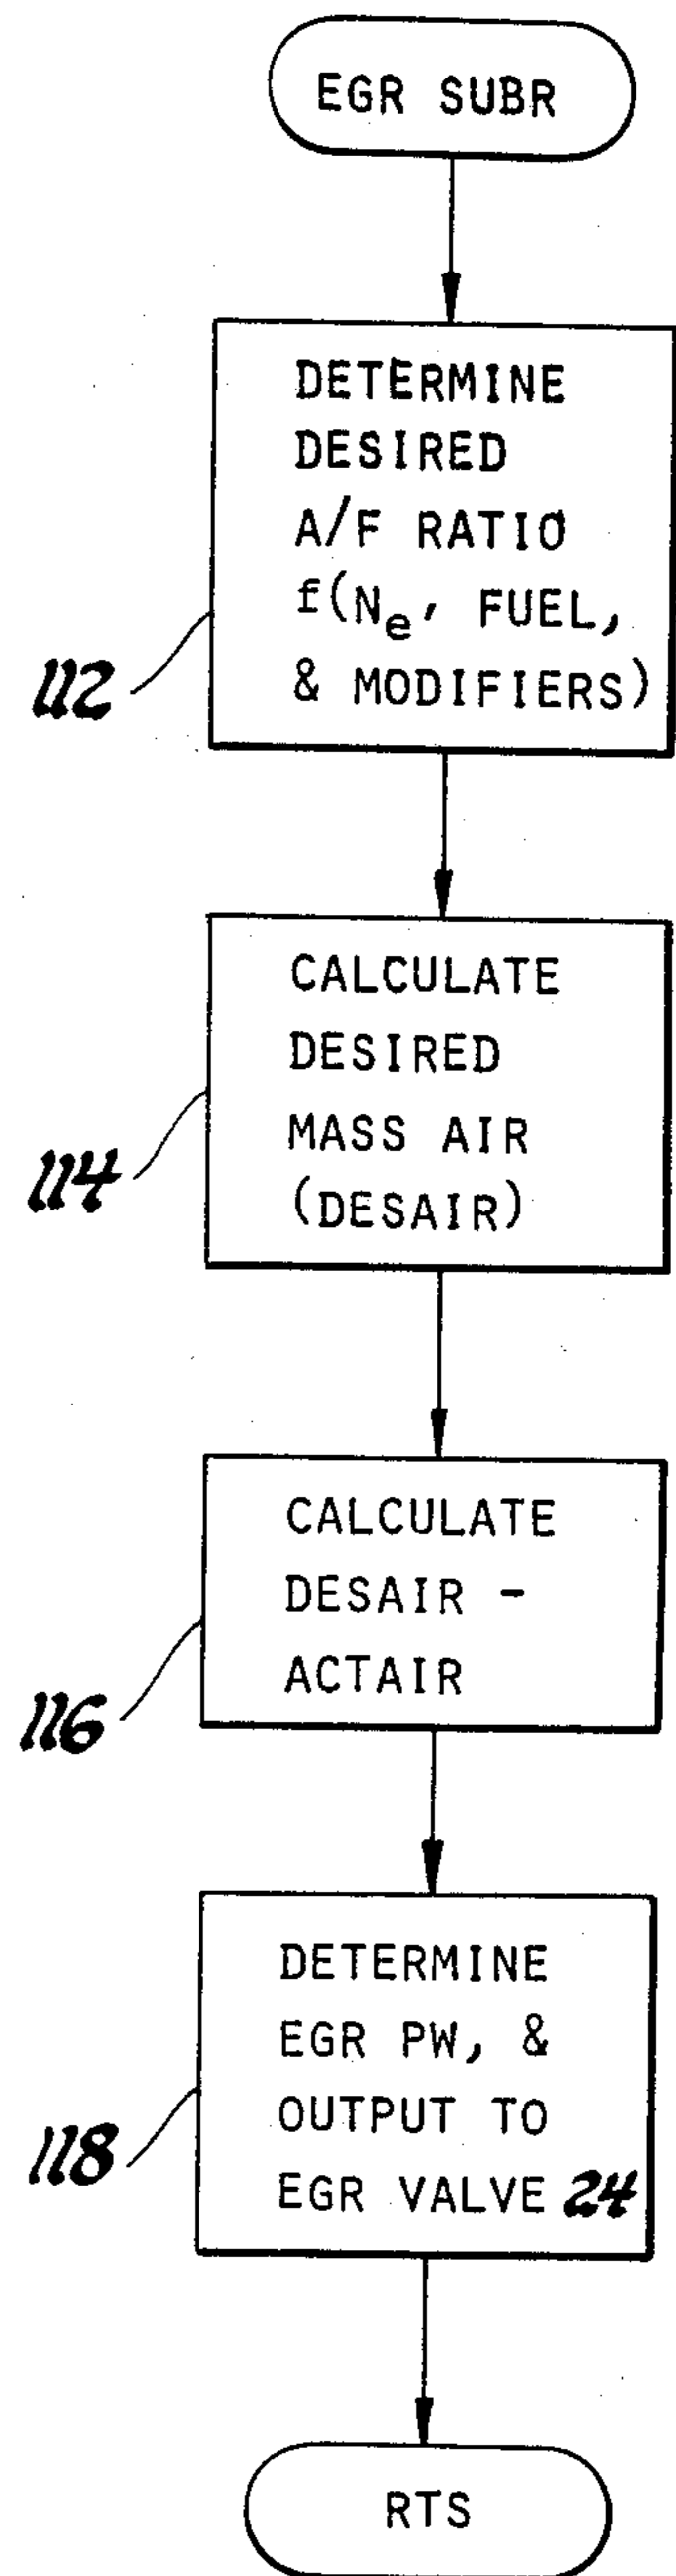 EGR SUBR
DETERMINE
DESIRED
A/F RATIO
f(Ne, FUEL,
& MODIFIERS)
112
CALCULATE
DESIRED
MASS AIR
(DESAIR)
114
CALCULATE
DESAIR -
ACTAIR
116
DETERMINE
EGR PW, &
OUTPUT TO
EGR VALVE 24
118
RTS